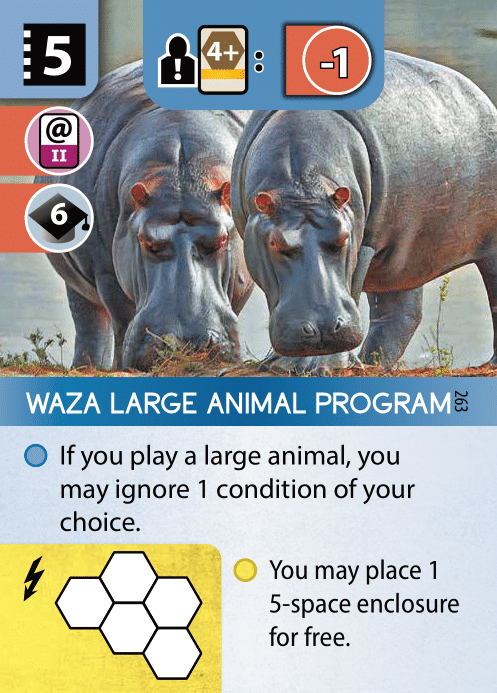 5
4+
:
-1
@
II
6
WAZA LARGE ANIMAL PROGRAM
263
If you play a large animal, you
may ignore 1 condition of your
choice.
You may place 1
5-space enclosure
for free.